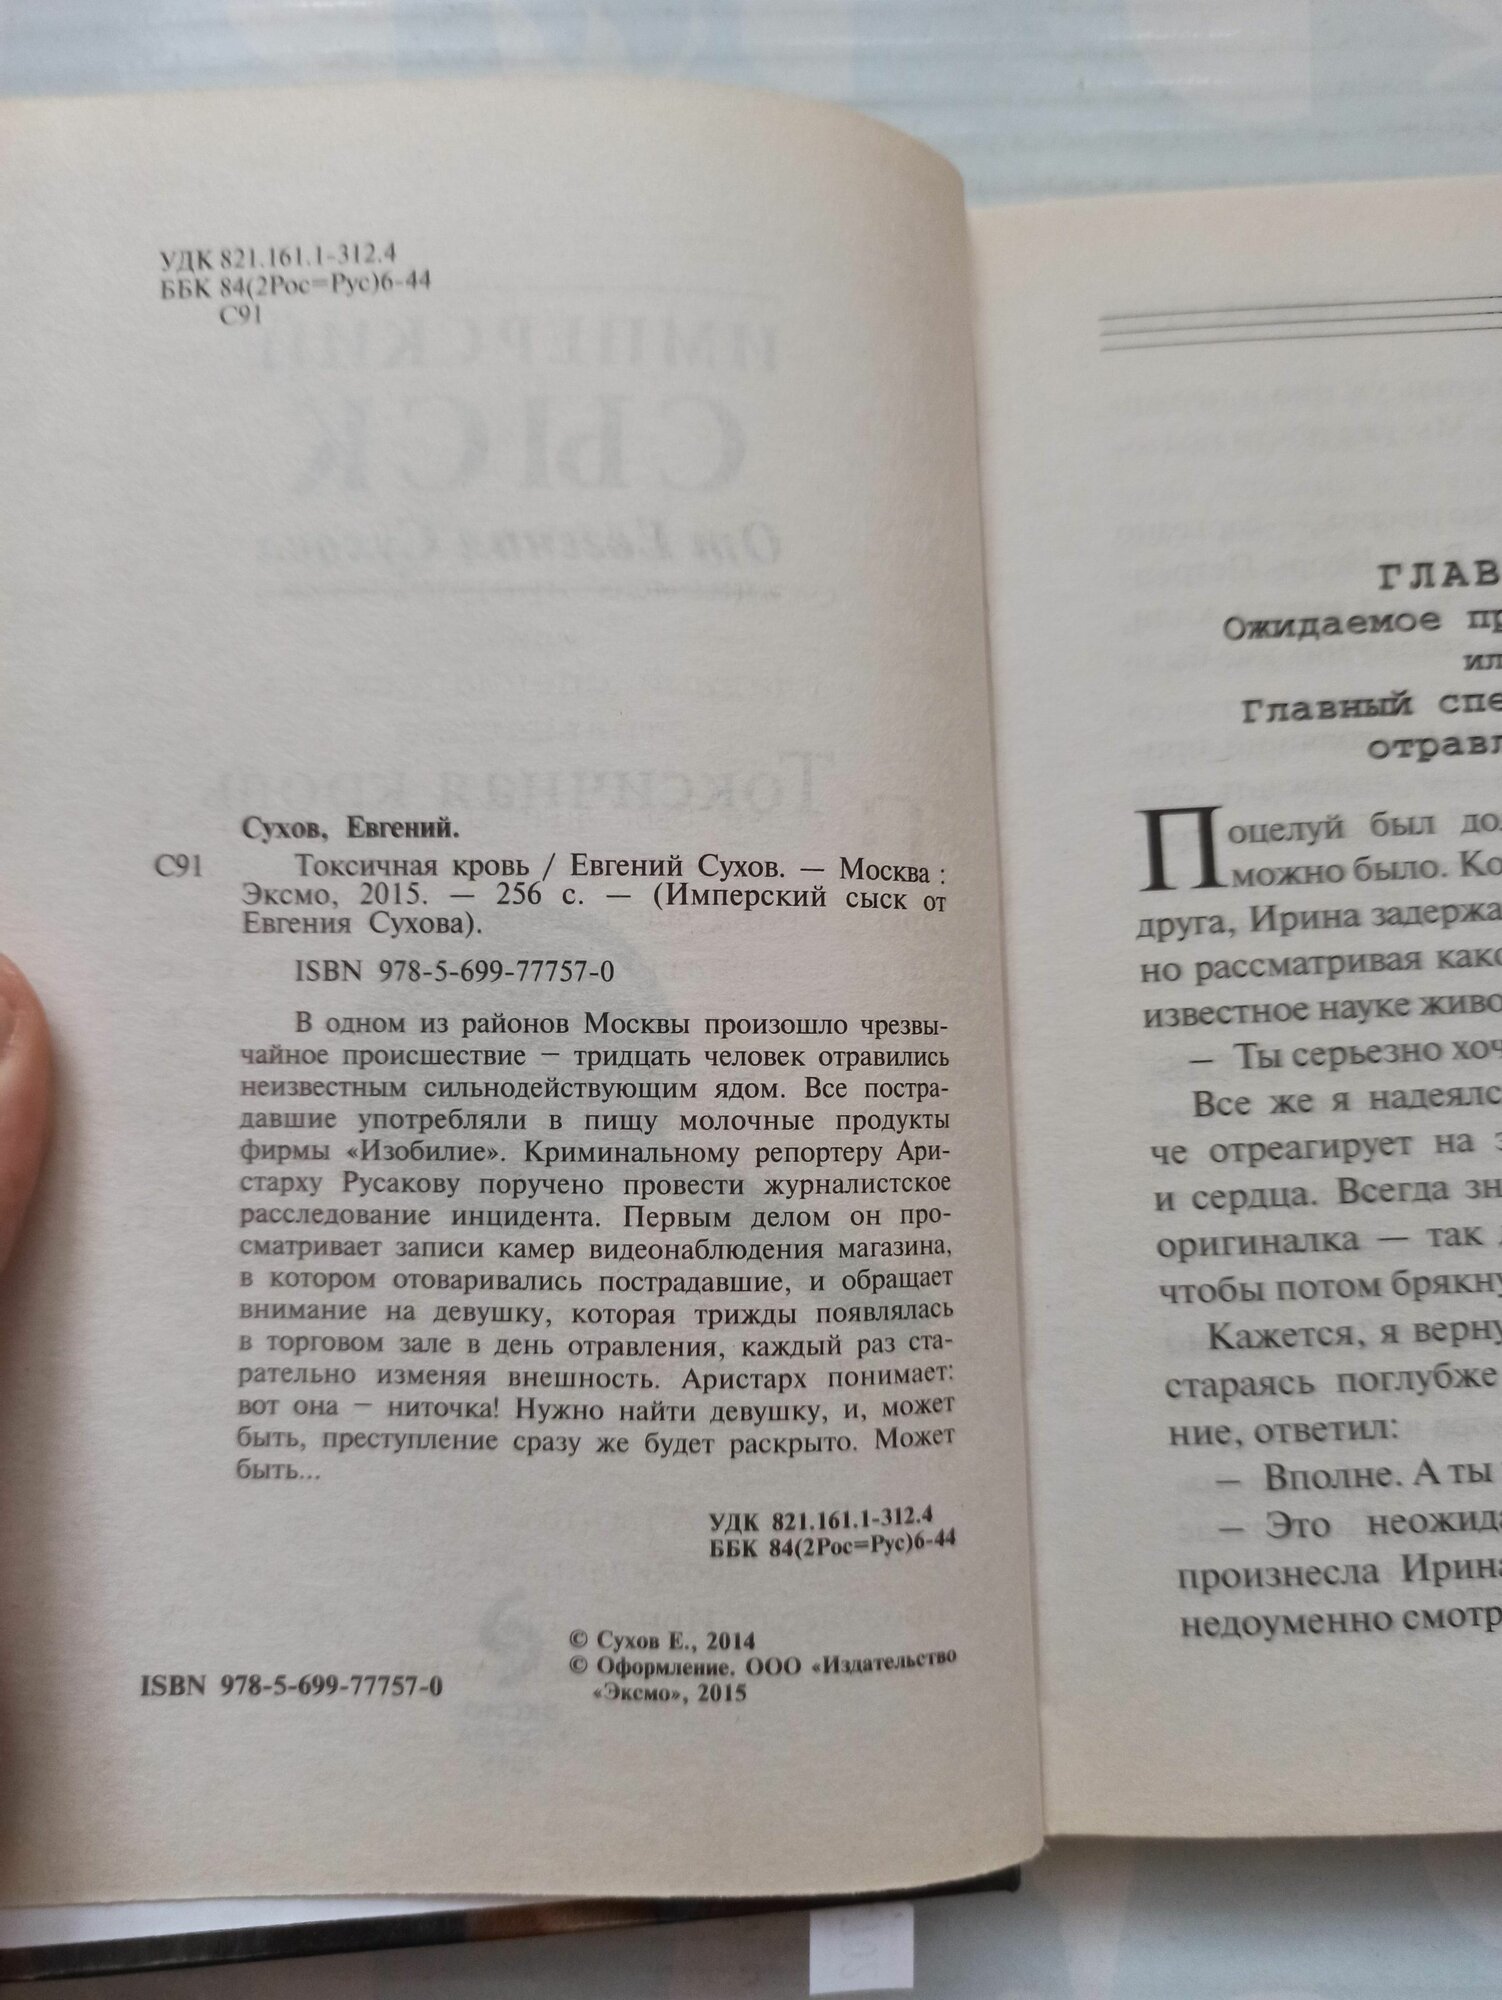 УДК 821.161.1-312.4
ББК 84(2Рос=Рус)6-44
С91
Сухов, Евгений.
С91 Токсичная кровь / Евгений Сухов. — Москва :
Эксмо, 2015. — 256 с. — (Имперский сыск от
Евгения Сухова).
ISBN 978-5-699-77757-0
В одном из районов Москвы произошло чрезвы-
чайное происшествие — тридцать человек отравились
неизвестным сильнодействующим ядом. Все постра-
давшие употребляли в пищу молочные продукты
фирмы «Изобилие». Криминальному репортеру Ари-
старху Русакову поручено провести журналистское
расследование инцидента. Первым делом он про-
сматривает записи камер видеонаблюдения магазина,
в котором отоваривались пострадавшие, и обращает
внимание на девушку, которая трижды появлялась
в торговом зале в день отравления, каждый раз ста-
рательно изменяя внешность. Аристарх понимает:
вот она — ниточка! Нужно найти девушку, и, может
быть, преступление сразу же будет раскрыто. Может
быть...
УДК 821.161.1-312.4
ББК 84(2Рос=Рус)6-44
© Сухов Е., 2014
© Оформление. ООО «Издательство
«Эксмо», 2015
ISBN 978-5-699-77757-0
ГЛАВ
Ожидаемое пр
ил
Главный спе
отрав
Поцелуй был дол
можно было. Ко
друга, Ирина задержа
но рассматривая како
известное науке живо
— Ты серьезно хоч
Все же я надеялс
че отреагирует на з
и сердца. Всегда зн
оригиналка — так
чтобы потом брякну
Кажется, я верну
стараясь поглубже
ние, ответил:
— Вполне. А ты
— Это неожида
произнесла Ирина
недоуменно смотр